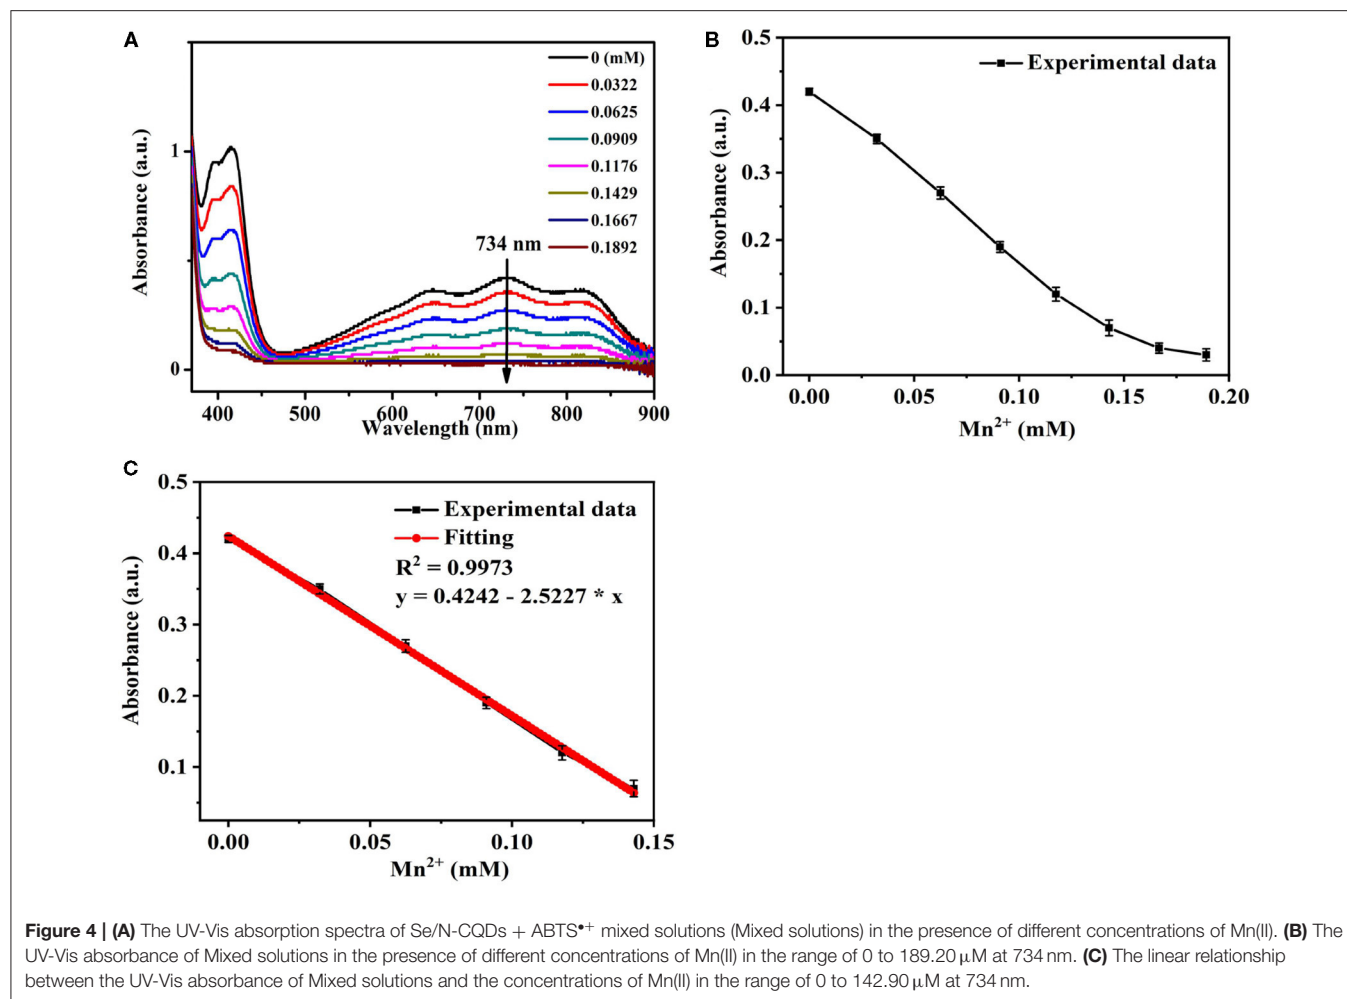 A
Absorbance (a.u.)
1
0
400 500 600 700 800 900
Wavelength (nm)
0 (mM)
0.0322
0.0625
0.0909
0.1176
0.1429
0.1667
0.1892
734 nm
B
Absorbance (a.u.)
0.5
0.4
0.3
0.2
0.1
0.0
0.00 0.05 0.10 0.15 0.20
Mn²⁺ (mM)
Experimental data
C
Absorbance (a.u.)
0.5
0.4
0.3
0.2
0.1
0.00 0.05 0.10 0.15
Mn²⁺ (mM)
Experimental data
Fitting
R² = 0.9973
y = 0.4242 - 2.5227 * x
Figure 4 | (A) The UV-Vis absorption spectra of Se/N-CQDs + ABTS•⁺ mixed solutions (Mixed solutions) in the presence of different concentrations of Mn(II). (B) The
UV-Vis absorbance of Mixed solutions in the presence of different concentrations of Mn(II) in the range of 0 to 189.20 μM at 734 nm. (C) The linear relationship
between the UV-Vis absorbance of Mixed solutions and the concentrations of Mn(II) in the range of 0 to 142.90 μM at 734 nm.